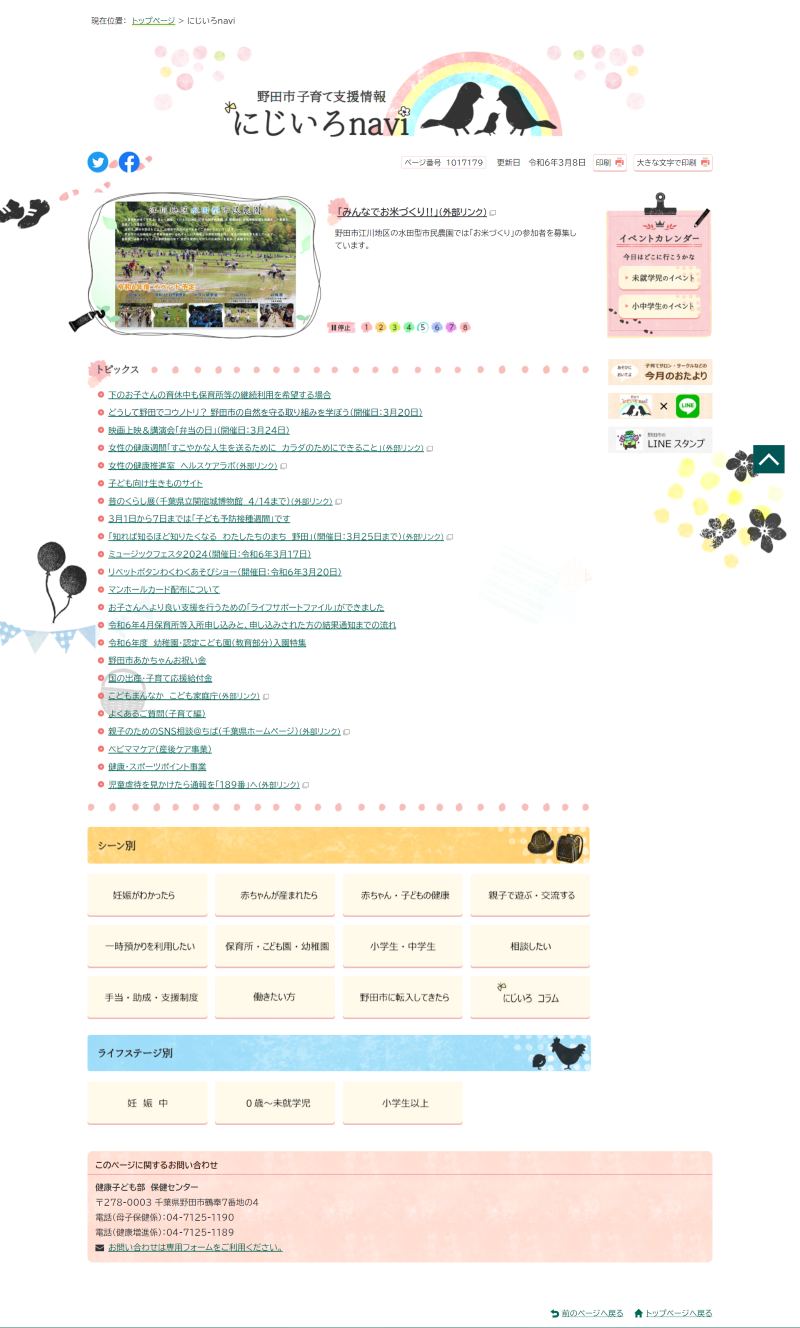 現在位置： トップページ > にじいろnavi
野田市子育て支援情報
にじいろnavi
ページ番号 1017179
更新日 令和6年3月8日
印刷
大きな文字で印刷
江川地区水田型市民農園
「みんなでお米づくり!!」（外部リンク）
野田市江川地区の水田型市民農園では「お米づくり」の参加者を募集し
ています。
停止
1 2 3 4 5 6 7 8
イベントカレンダー
今日はどこに行こうかな
未就学児のイベント
小中学生のイベント
トピックス
下のお子さんの育休中も保育所等の継続利用を希望する場合
どうして野田でコウノトリ？ 野田市の自然を守る取り組みを学ぼう（開催日：3月20日）
映画上映＆講演会「弁当の日」（開催日：3月24日）
女性の健康週間「すこやかな人生を送るために カラダのためにできること」（外部リンク）
女性の健康推進室 ヘルスケアラボ（外部リンク）
子ども向け生きものサイト
昔のくらし展（千葉県立関宿城博物館 4/14まで）（外部リンク）
3月1日から7日までは「子ども予防接種週間」です
「知れば知るほど知りたくなる わたしたちのまち 野田」（開催日：3月25日まで）（外部リンク）
ミュージックフェスタ2024（開催日：令和6年3月17日）
リベットボタンわくわくあそびショー（開催日：令和6年3月20日）
マンホールカード配布について
お子さんへより良い支援を行うための「ライフサポートファイル」ができました
令和6年4月保育所等入所申し込みと、申し込みされた方の結果通知までの流れ
令和6年度 幼稚園・認定こども園（教育部分）入園特集
野田市あかちゃんお祝い金
国の出産・子育て応援給付金
こどもまんなか こども家庭庁（外部リンク）
よくあるご質問（子育て編）
親子のためのSNS相談＠ちば（千葉県ホームページ）（外部リンク）
ベビママケア（産後ケア事業）
健康・スポーツポイント事業
児童虐待を見かけたら通報を「189番」へ（外部リンク）
あそびに
おいでよ
子育てサロン・サークルなどの
今月のおたより
×
LINE
野田市の
LINE スタンプ
シーン別
妊娠がわかったら
赤ちゃんが産まれたら
赤ちゃん・子どもの健康
親子で遊ぶ・交流する
一時預かりを利用したい
保育所・こども園・幼稚園
小学生・中学生
相談したい
手当・助成・支援制度
働きたい方
野田市に転入してきたら
にじいろ コラム
ライフステージ別
妊 娠 中
0歳～未就学児
小学生以上
このページに関するお問い合わせ
健康子ども部 保健センター
〒278-0003 千葉県野田市鶴奉7番地の4
電話（母子保健係）：04-7125-1190
電話（健康増進係）：04-7125-1189
お問い合わせは専用フォームをご利用ください。
前のページへ戻る
トップページへ戻る